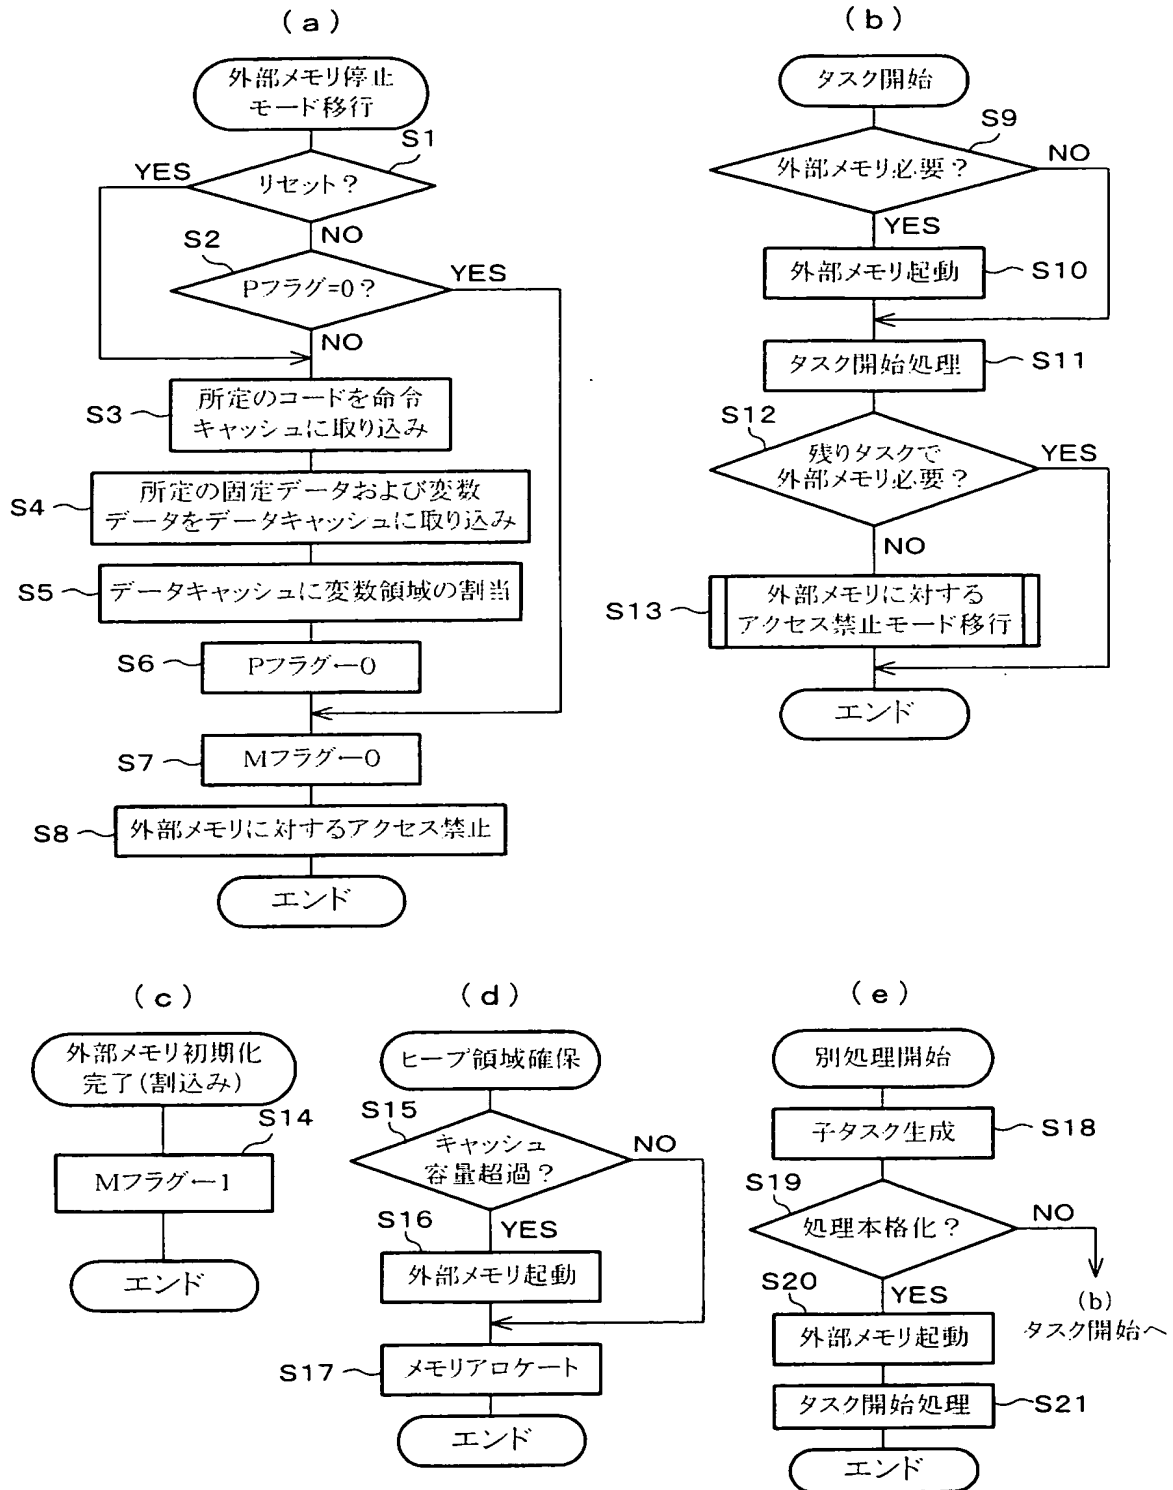 (a)
外部メモリ停止
モード移行
S1
YES
リセット?
NO
S2
YES
Pフラグ=0?
NO
S3
所定のコードを命令
キャッシュに取り込み
S4
所定の固定データおよび変数
データをデータキャッシュに取り込み
S5
データキャッシュに変数領域の割当
S6
Pフラグ←0
S7
Mフラグ←0
S8
外部メモリに対するアクセス禁止
エンド
(b)
タスク開始
S9
外部メモリ必要?
NO
YES
外部メモリ起動
S10
タスク開始処理
S11
S12
残りタスクで
外部メモリ必要?
YES
NO
S13
外部メモリに対する
アクセス禁止モード移行
エンド
(c)
外部メモリ初期化
完了(割込み)
S14
Mフラグ←1
エンド
(d)
ヒープ領域確保
S15
キャッシュ
容量超過?
NO
YES
S16
外部メモリ起動
S17
メモリアロケート
エンド
(e)
別処理開始
子タスク生成
S18
S19
処理本格化?
NO
YES
(b)
タスク開始へ
S20
外部メモリ起動
タスク開始処理
S21
エンド